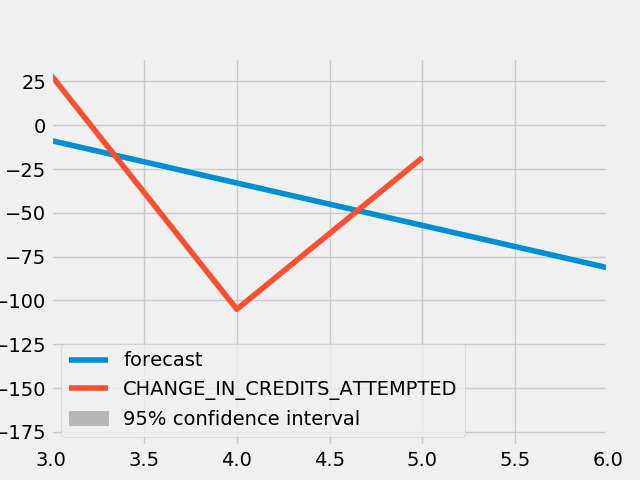 25
0
−25
−50
−75
−100
−125
−150
−175
forecast
CHANGE_IN_CREDITS_ATTEMPTED
95% confidence interval
3.0 3.5 4.0 4.5 5.0 5.5 6.0